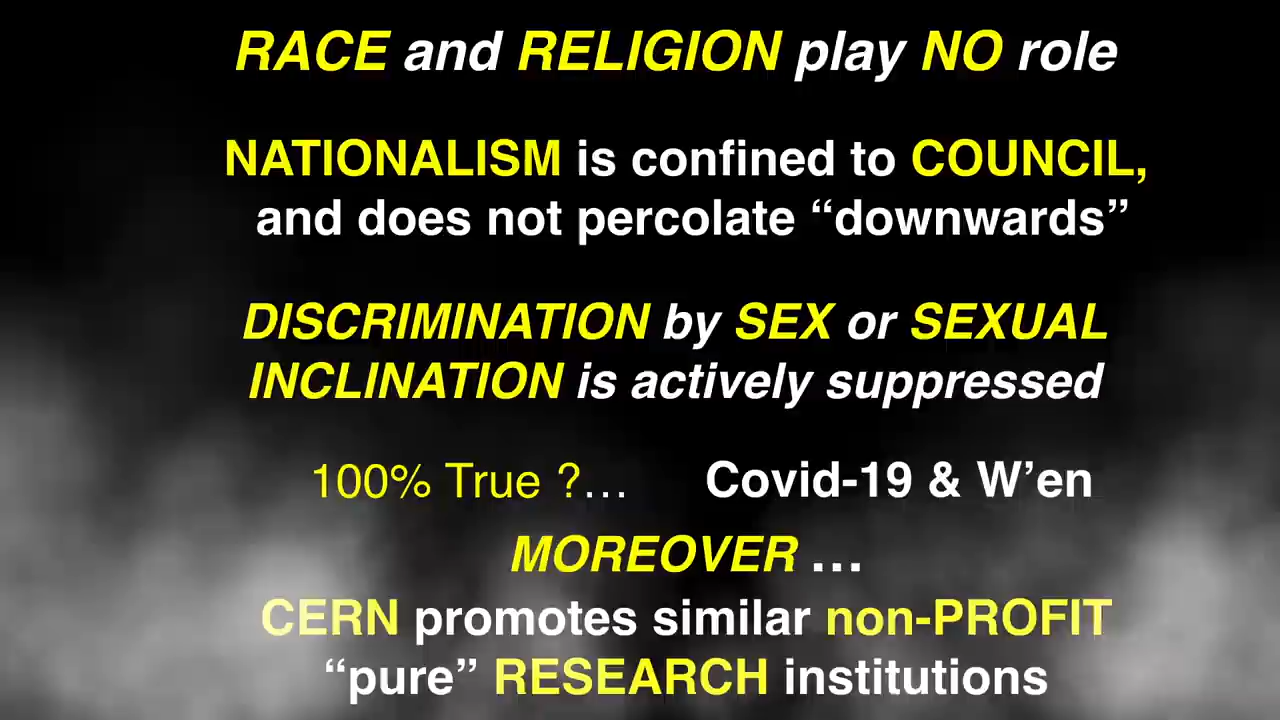 RACE and RELIGION play NO role
NATIONALISM is confined to COUNCIL,
and does not percolate “downwards”
DISCRIMINATION by SEX or SEXUAL
INCLINATION is actively suppressed
100% True ?… Covid-19 & W’en
MOREOVER …
CERN promotes similar non-PROFIT
“pure” RESEARCH institutions